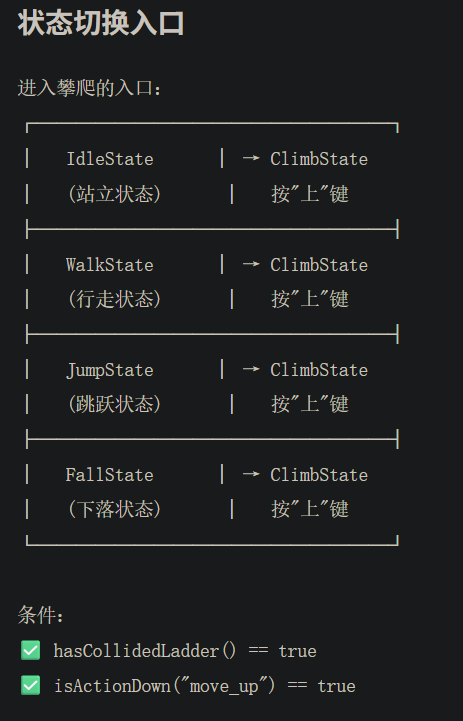 状态切换入口
进入攀爬的入口：
┌─────────────────────────────────┐
│ IdleState │ → ClimbState
│ (站立状态) │ 按"上"键
├─────────────────────────────────┤
│ WalkState │ → ClimbState
│ (行走状态) │ 按"上"键
├─────────────────────────────────┤
│ JumpState │ → ClimbState
│ (跳跃状态) │ 按"上"键
├─────────────────────────────────┤
│ FallState │ → ClimbState
│ (下落状态) │ 按"上"键
└─────────────────────────────────┘
条件：
✅ hasCollidedLadder() == true
✅ isActionDown("move_up") == true